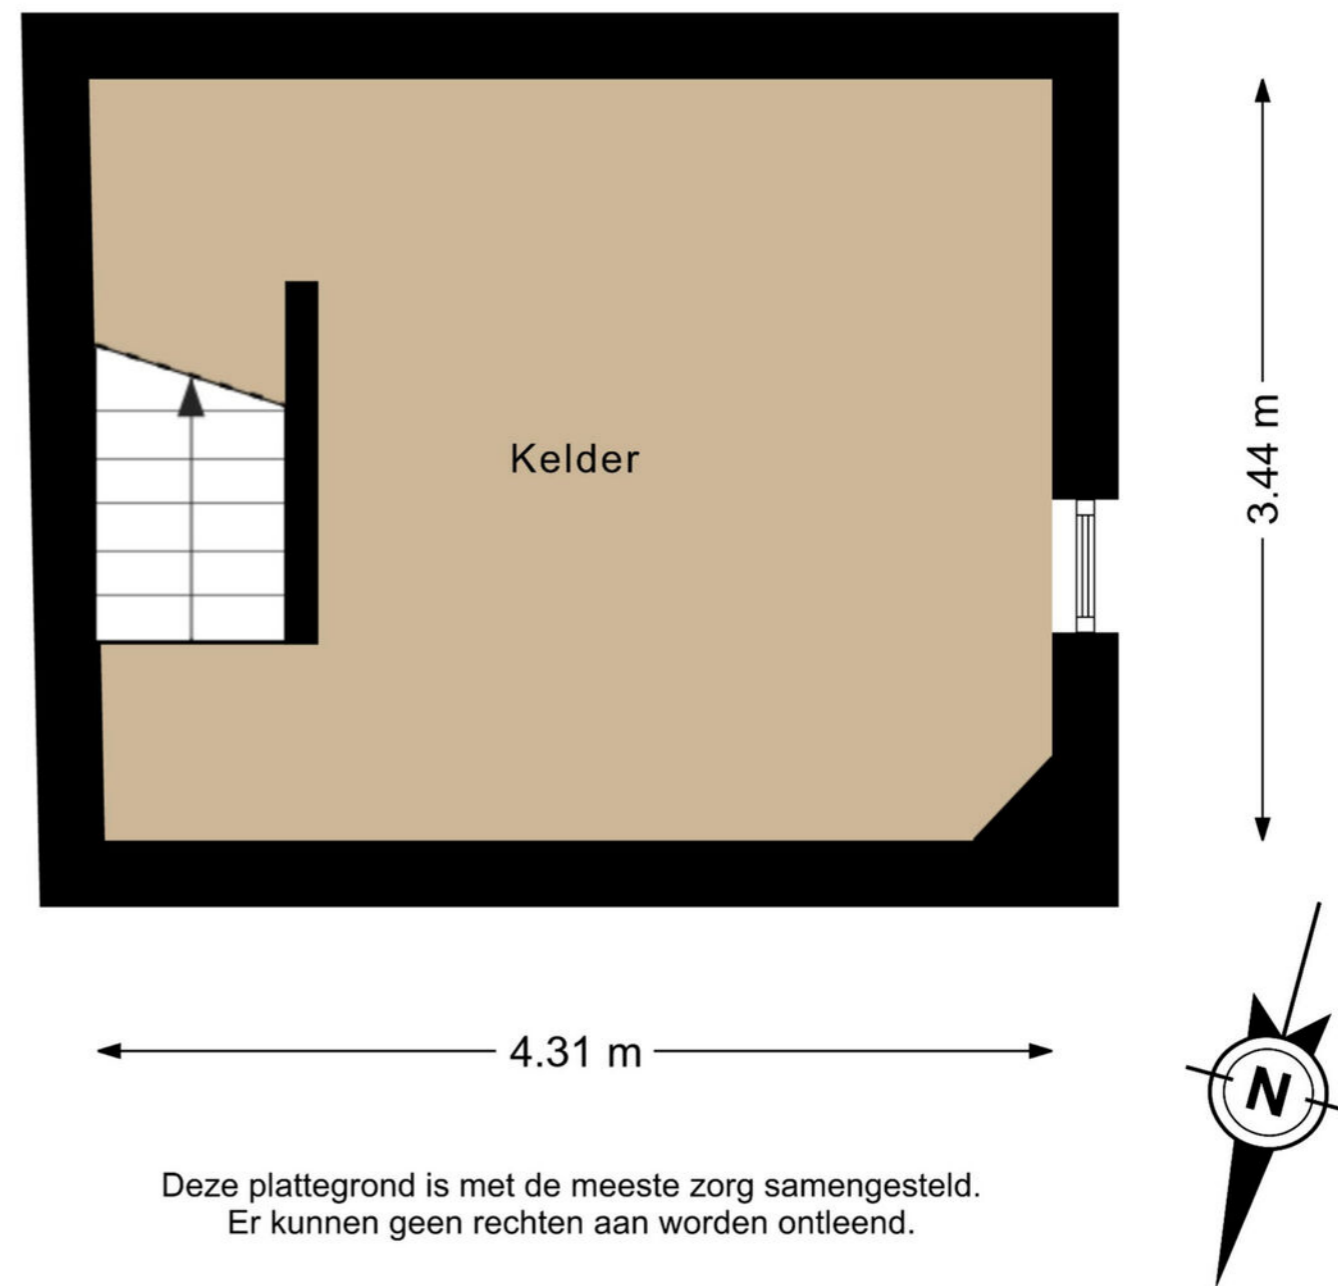 Kelder
3.44 m
4.31 m
N
Deze plattegrond is met de meeste zorg samengesteld.
Er kunnen geen rechten aan worden ontleend.